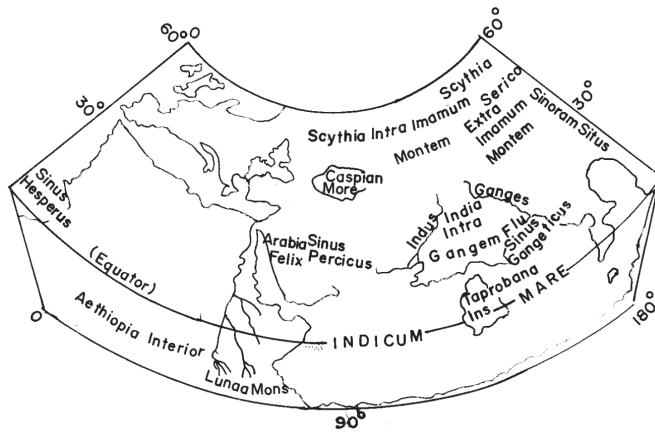 60° 0
60°
30°
30°
Scythia
Scythia Intra Imamum
Montem
Serica
Extra
Imamum
Montem
Sinoram Situs
Sinus
Hesperus
Caspian
More
Indus
Ganges
India
Intra
Gangem Flu
Sinus
Gangeticus
Arabia
Felix
Sinus
Percicus
(Equator)
Taprobana
Ins
INDICUM
MARE
0
Aethiopia Interior
Lunaa Mons
90°
180°